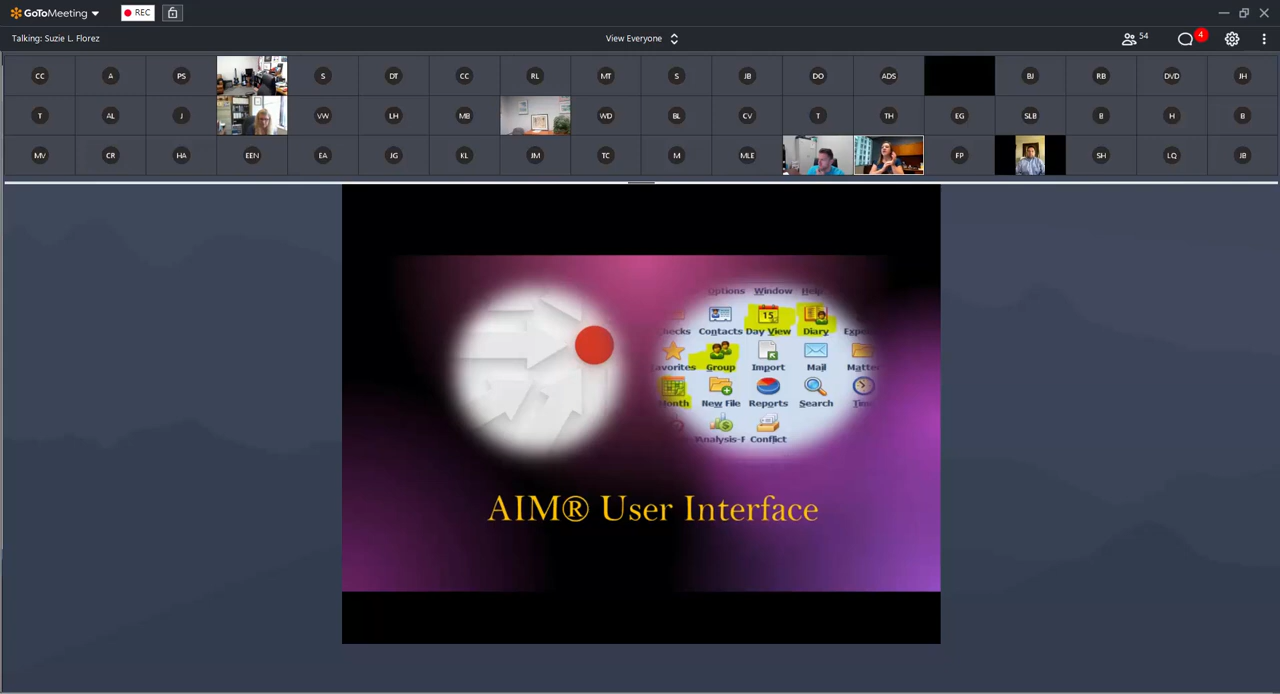 GoToMeeting REC
Talking: Suzie L. Florez View Everyone 54 4
CC A PS S DT CC RL MT S JB DO ADS BJ RB DVD JH
T AL J VW LH MB WD BL CV T TH EG SLB B H B
MV CR HA EEN EA JG KL JM TC M MLE FP SH LQ JB
Options Window Help
Contacts Day View Diary
15
Favorites Group Import Mail
Month New File Reports Search
Conflict
AIM® User Interface